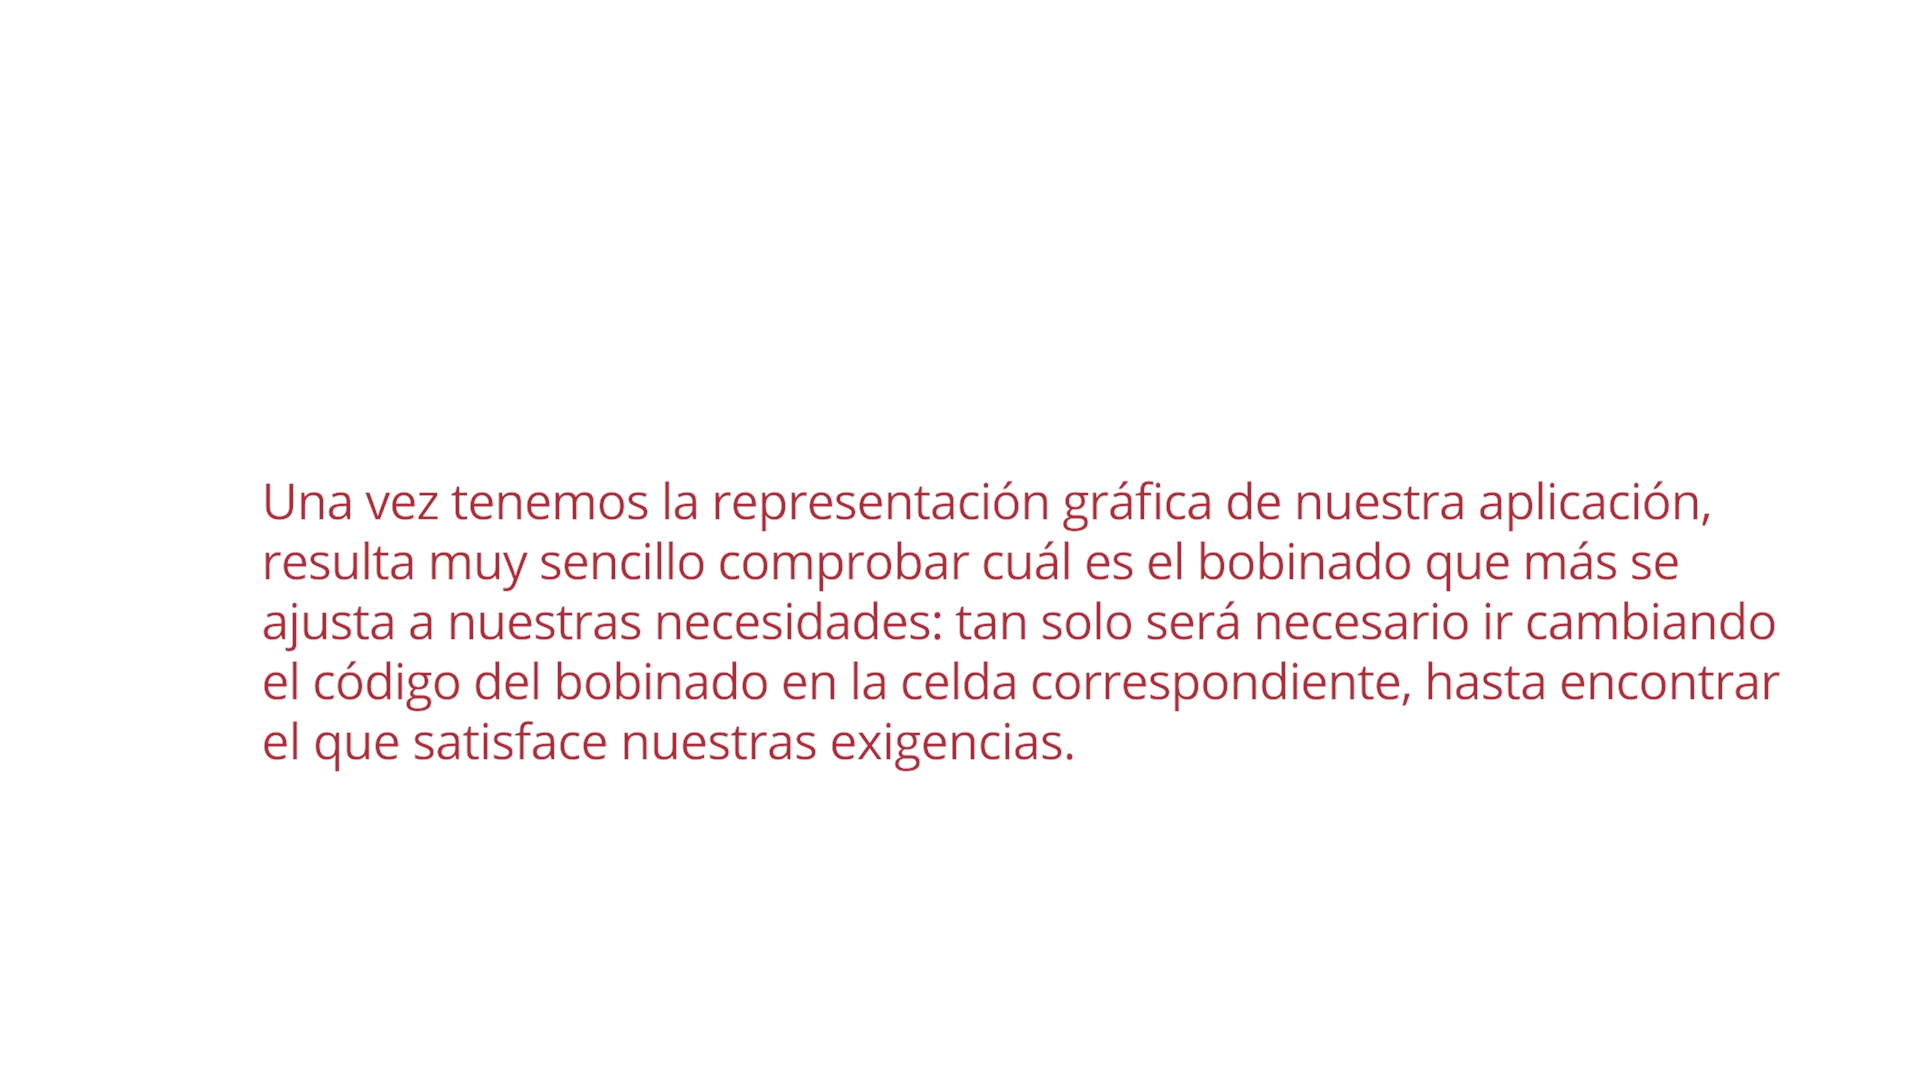 Una vez tenemos la representación gráfica de nuestra aplicación,
resulta muy sencillo comprobar cuál es el bobinado que más se
ajusta a nuestras necesidades: tan solo será necesario ir cambiando
el código del bobinado en la celda correspondiente, hasta encontrar
el que satisface nuestras exigencias.